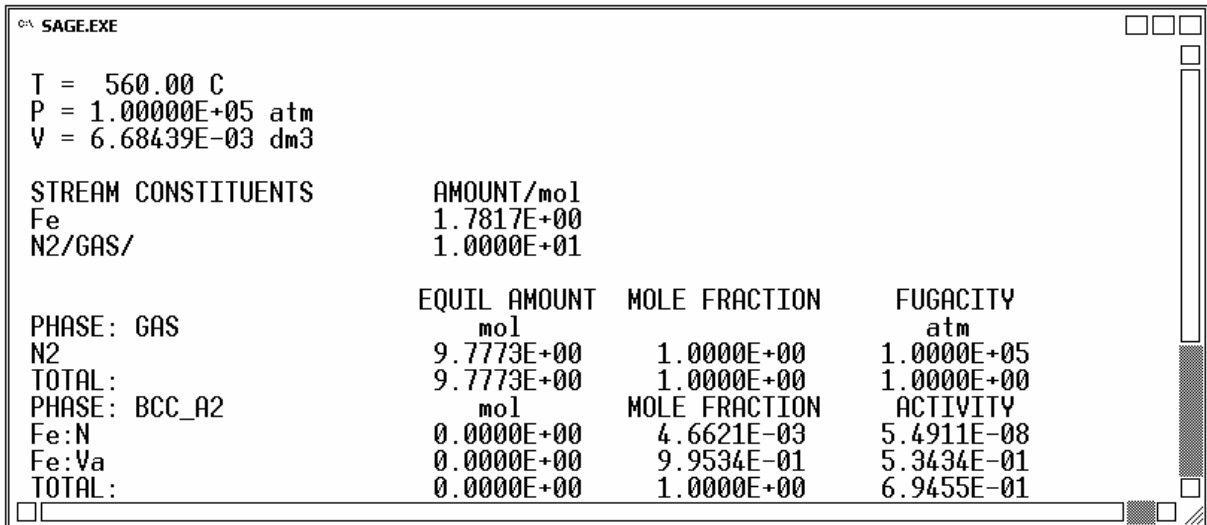 C:\ SAGE.EXE
T = 560.00 C
P = 1.00000E+05 atm
V = 6.68439E-03 dm3
STREAM CONSTITUENTS AMOUNT/mol
Fe 1.7817E+00
N2/GAS/ 1.0000E+01
EQUIL AMOUNT MOLE FRACTION FUGACITY
PHASE: GAS mol atm
N2 9.7773E+00 1.0000E+00 1.0000E+05
TOTAL: 9.7773E+00 1.0000E+00 1.0000E+00
PHASE: BCC_A2 mol MOLE FRACTION ACTIVITY
Fe:N 0.0000E+00 4.6621E-03 5.4911E-08
Fe:Va 0.0000E+00 9.9534E-01 5.3434E-01
TOTAL: 0.0000E+00 1.0000E+00 6.9455E-01